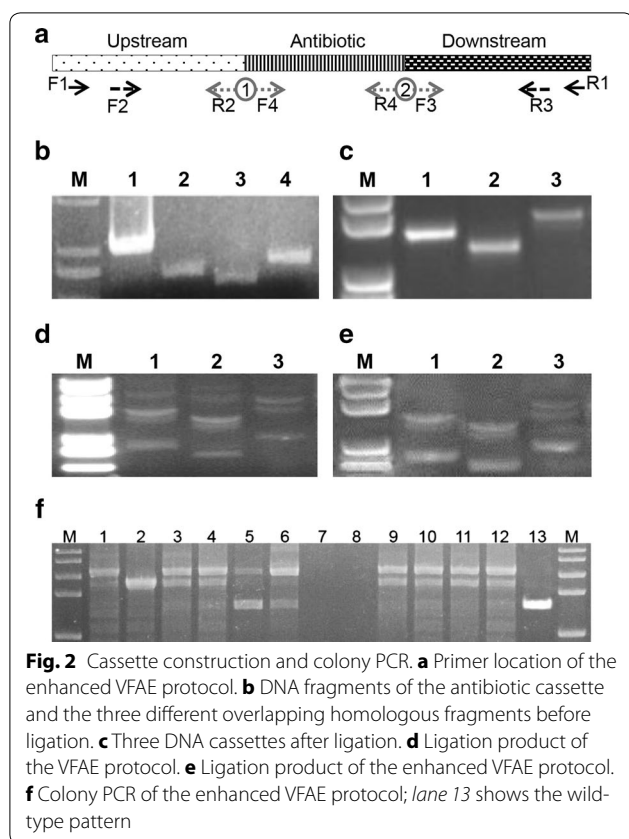 a
Upstream Antibiotic Downstream
F1 F2 R2 1 F4 R4 2 F3 R3 R1
b
M 1 2 3 4
c
M 1 2 3
d
M 1 2 3
e
M 1 2 3
f
M 1 2 3 4 5 6 7 8 9 10 11 12 13 M
Fig. 2 Cassette construction and colony PCR. a Primer location of the
enhanced VFAE protocol. b DNA fragments of the antibiotic cassette
and the three different overlapping homologous fragments before
ligation. c Three DNA cassettes after ligation. d Ligation product of
the VFAE protocol. e Ligation product of the enhanced VFAE protocol.
f Colony PCR of the enhanced VFAE protocol; lane 13 shows the wild-
type pattern